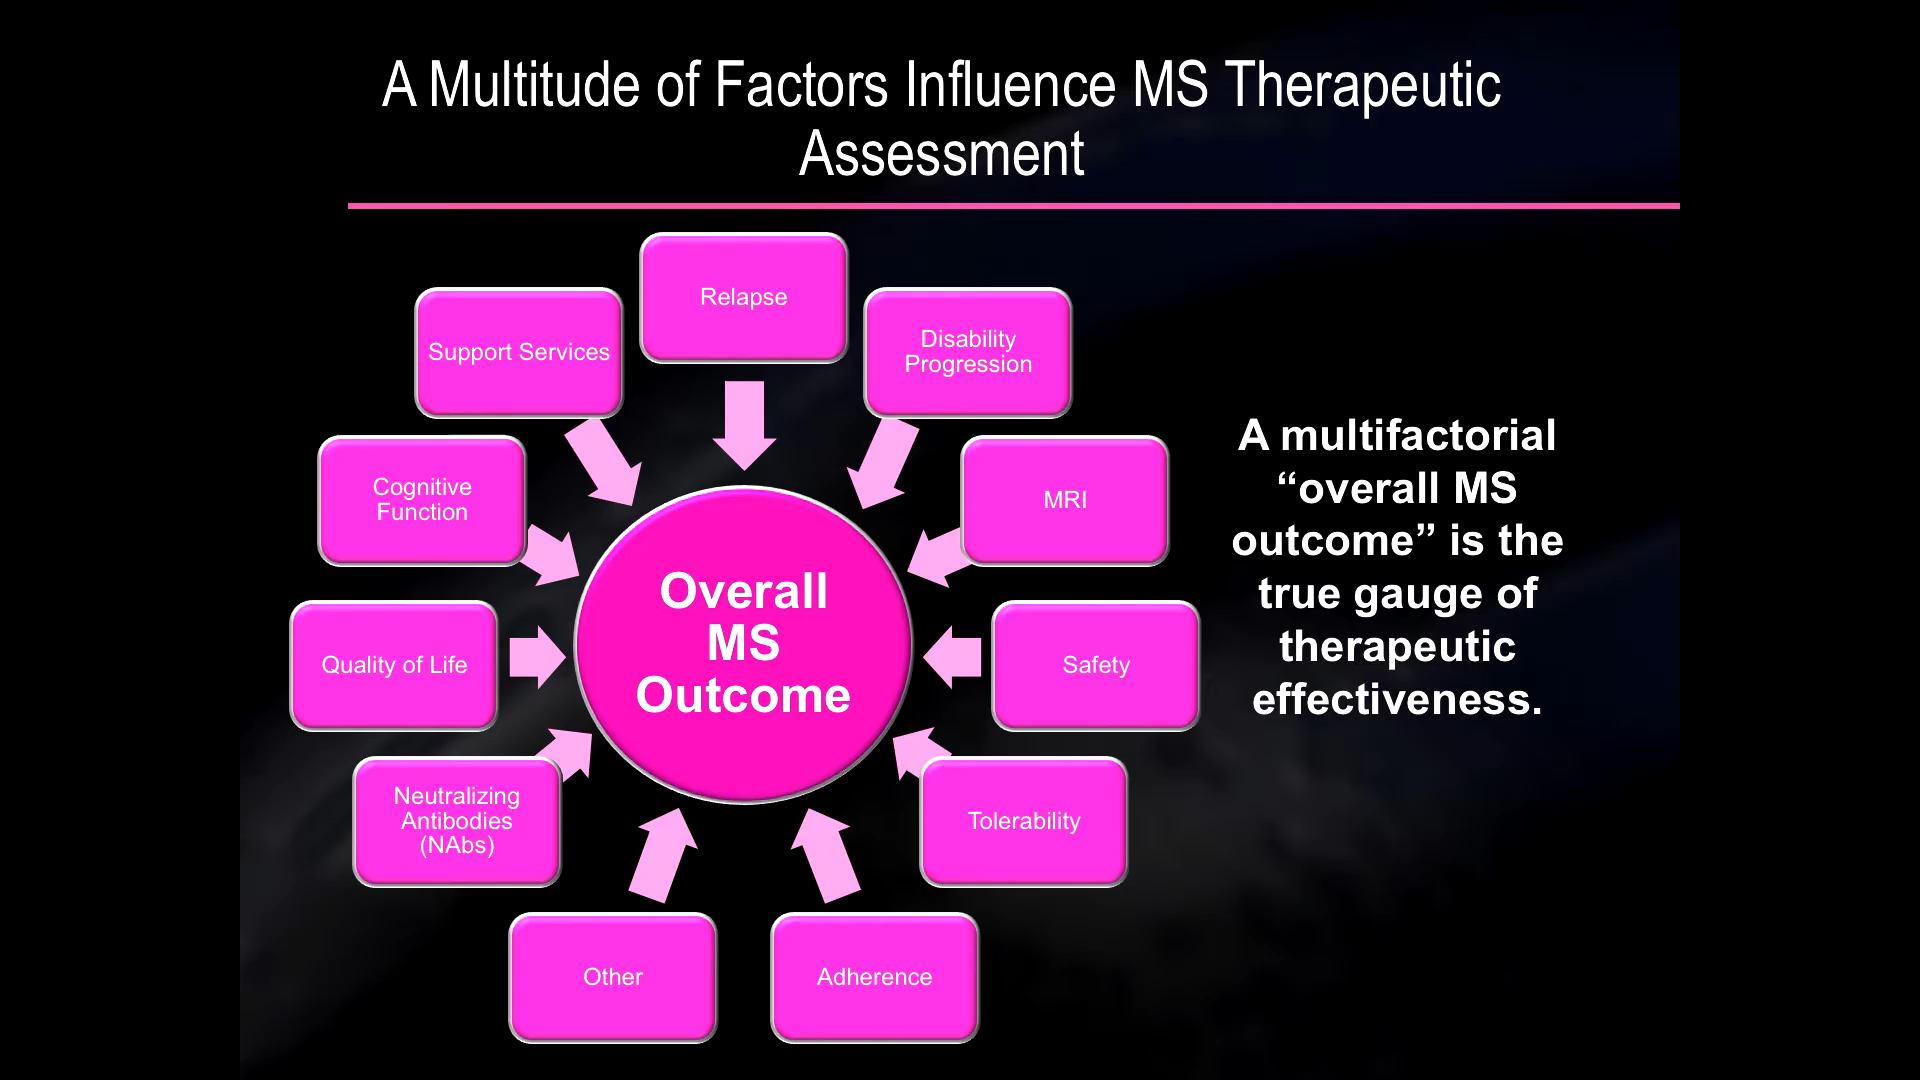 A Multitude of Factors Influence MS Therapeutic
Assessment
Relapse
Support Services
Disability
Progression
Cognitive
Function
MRI
Quality of Life
Overall
MS
Outcome
Safety
Neutralizing
Antibodies
(NAbs)
Tolerability
Other
Adherence
A multifactorial
“overall MS
outcome” is the
true gauge of
therapeutic
effectiveness.